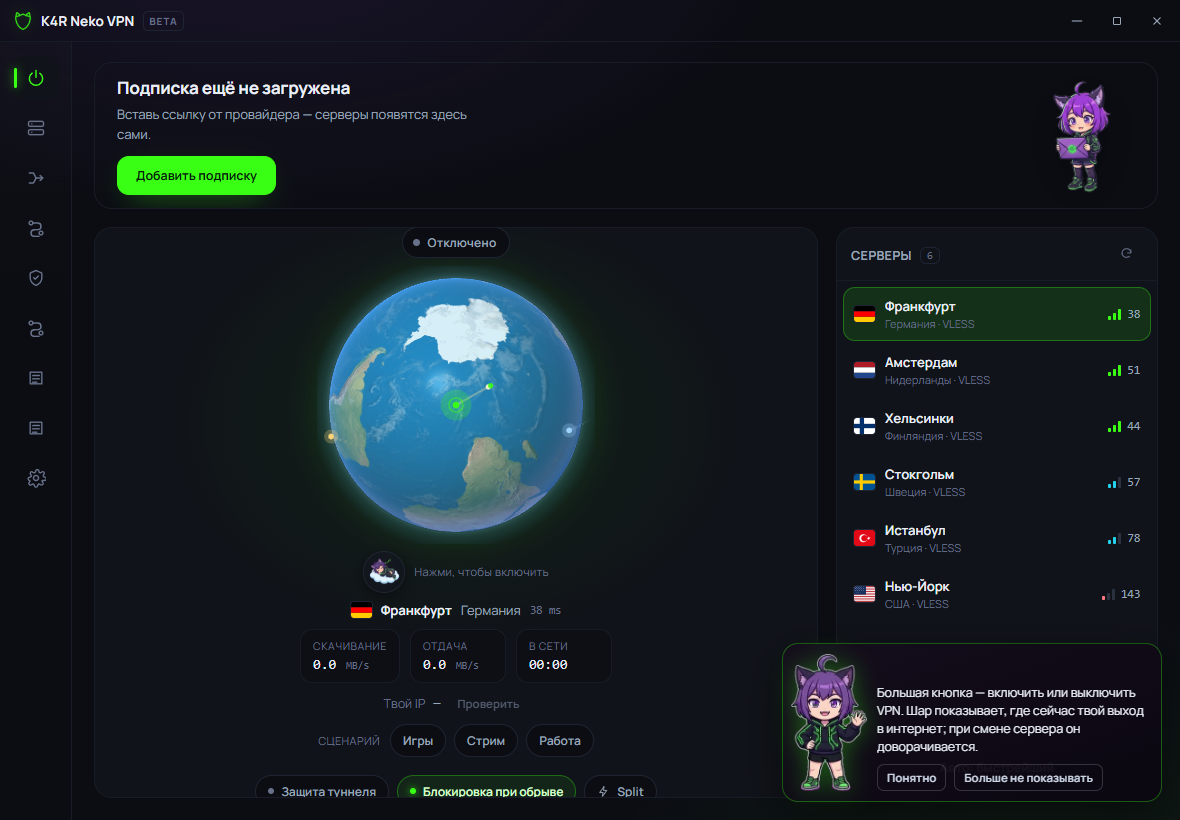 K4R Neko VPN BETA
Подписка ещё не загружена
Вставь ссылку от провайдера — серверы появятся здесь
сами.
Добавить подписку
Отключено
Нажми, чтобы включить
Франкфурт Германия 38 ms
СКАЧИВАНИЕ
0.0 MB/s
ОТДАЧА
0.0 MB/s
В СЕТИ
00:00
Твой IP — Проверить
СЦЕНАРИЙ Игры Стрим Работа
Защита туннеля Блокировка при обрыве Split
СЕРВЕРЫ 6
Франкфурт
Германия · VLESS
38
Амстердам
Нидерланды · VLESS
51
Хельсинки
Финляндия · VLESS
44
Стокгольм
Швеция · VLESS
57
Истанбул
Турция · VLESS
78
Нью-Йорк
США · VLESS
143
Большая кнопка — включить или выключить
VPN. Шар показывает, где сейчас твой выход
в интернет; при смене сервера он
доворачивается.
Понятно Больше не показывать